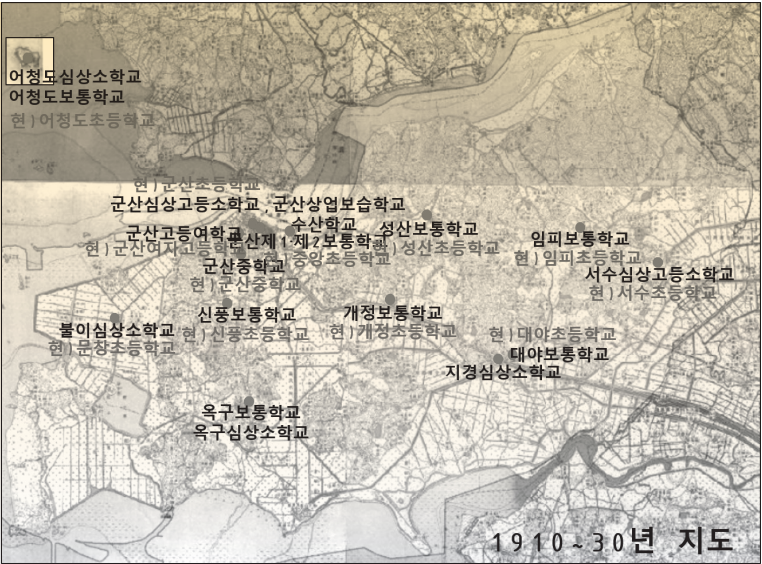 어청도심상소학교
어청도보통학교
현) 어청도초등학교
현) 군산초등학교
군산심상고등소학교, 군산상업보습학교
수산학교
군산고등여학교
군산제1·제2보통학교
성산보통학교
현) 군산여자고등학교
현) 중앙초등학교
현) 성산초등학교
임피보통학교
현) 임피초등학교
군산중학교
현) 군산중학교
서수심상고등소학교
현) 서수초등학교
신풍보통학교
현) 신풍초등학교
개정보통학교
현) 개정초등학교
불이심상소학교
현) 문창초등학교
현) 대야초등학교
대야보통학교
지경심상소학교
옥구보통학교
옥구심상소학교
1910~30년 지도